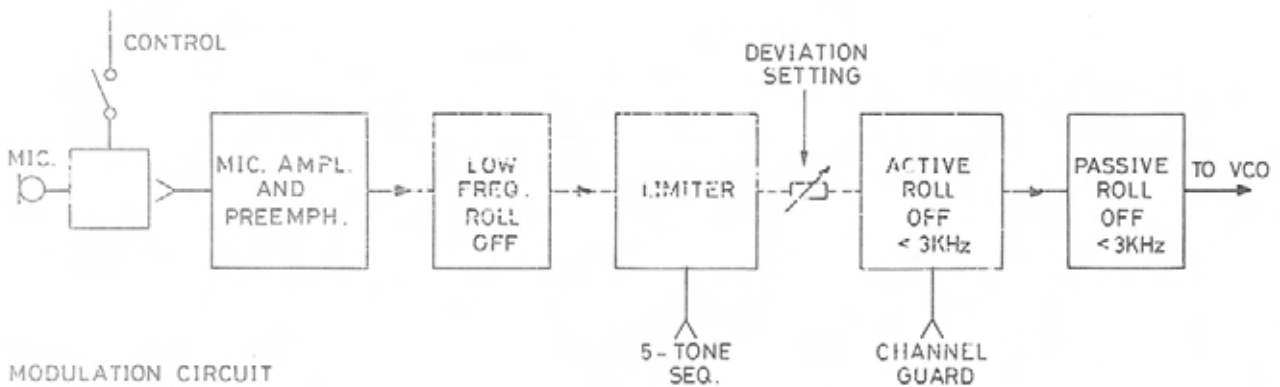 CONTROL
MIC.
MIC. AMPL.
AND
PREEMPH.
LOW
FREQ.
ROLL
OFF
LIMITER
DEVIATION
SETTING
ACTIVE
ROLL
OFF
< 3KHz
PASSIVE
ROLL
OFF
< 3KHz
TO VCO
5-TONE
SEQ.
CHANNEL
GUARD
MODULATION CIRCUIT